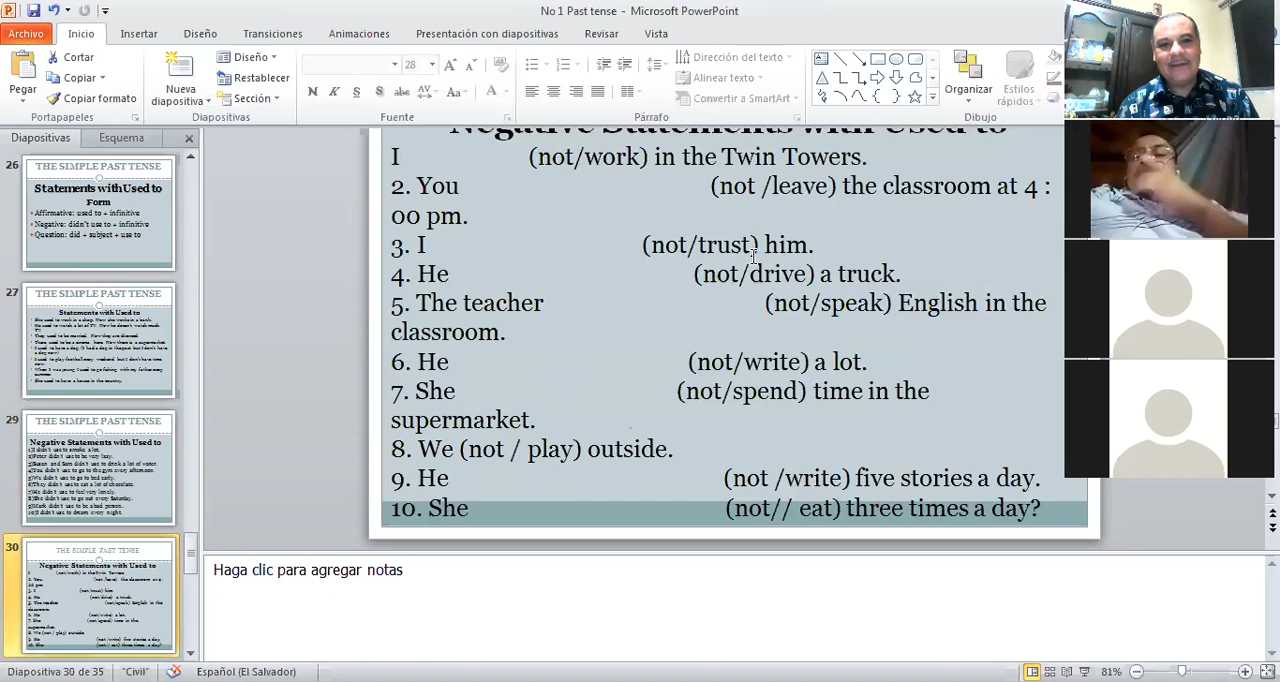 No 1 Past tense - Microsoft PowerPoint
Archivo Inicio Insertar Diseño Transiciones Animaciones Presentación con diapositivas Revisar Vista
Pegar
Cortar
Copiar
Copiar formato
Portapapeles
Nueva diapositiva
Diseño
Restablecer
Sección
Diapositivas
28
N K S S abc AV Aa A
Fuente
Párrafo
Dirección del texto
Alinear texto
Convertir a SmartArt
Organizar
Estilos rápidos
Dibujo
Diapositivas Esquema
26
THE SIMPLE PAST TENSE
Statements with Used to
Form
Affirmative: used to + infinitive
Negative: didn't use to + infinitive
Question: did + subject + use to
27
THE SIMPLE PAST TENSE
Statements with Used to
29
THE SIMPLE PAST TENSE
Negative Statements with Used to
30
THE SIMPLE PAST TENSE
Negative Statements with Used to
Negative Statements with Used to
I (not/work) in the Twin Towers.
2. You (not /leave) the classroom at 4 :
00 pm.
3. I (not/trust) him.
4. He (not/drive) a truck.
5. The teacher (not/speak) English in the
classroom.
6. He (not/write) a lot.
7. She (not/spend) time in the
supermarket.
8. We (not / play) outside.
9. He (not /write) five stories a day.
10. She (not// eat) three times a day?
Haga clic para agregar notas
Diapositiva 30 de 35 "Civil" Español (El Salvador) 81%